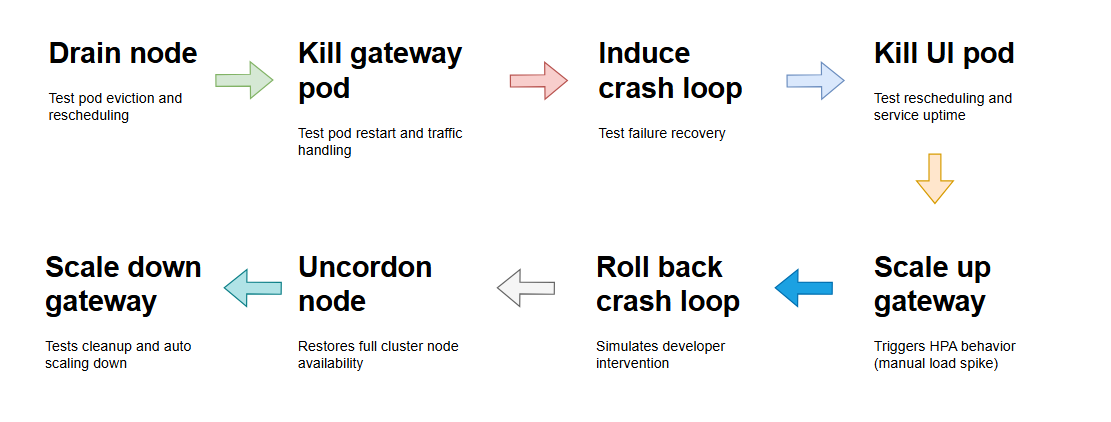 Drain node
Test pod eviction and
rescheduling
Kill gateway
pod
Test pod restart and traffic
handling
Induce
crash loop
Test failure recovery
Kill UI pod
Test rescheduling and
service uptime
Scale up
gateway
Triggers HPA behavior
(manual load spike)
Roll back
crash loop
Simulates developer
intervention
Uncordon
node
Restores full cluster node
availability
Scale down
gateway
Tests cleanup and auto
scaling down